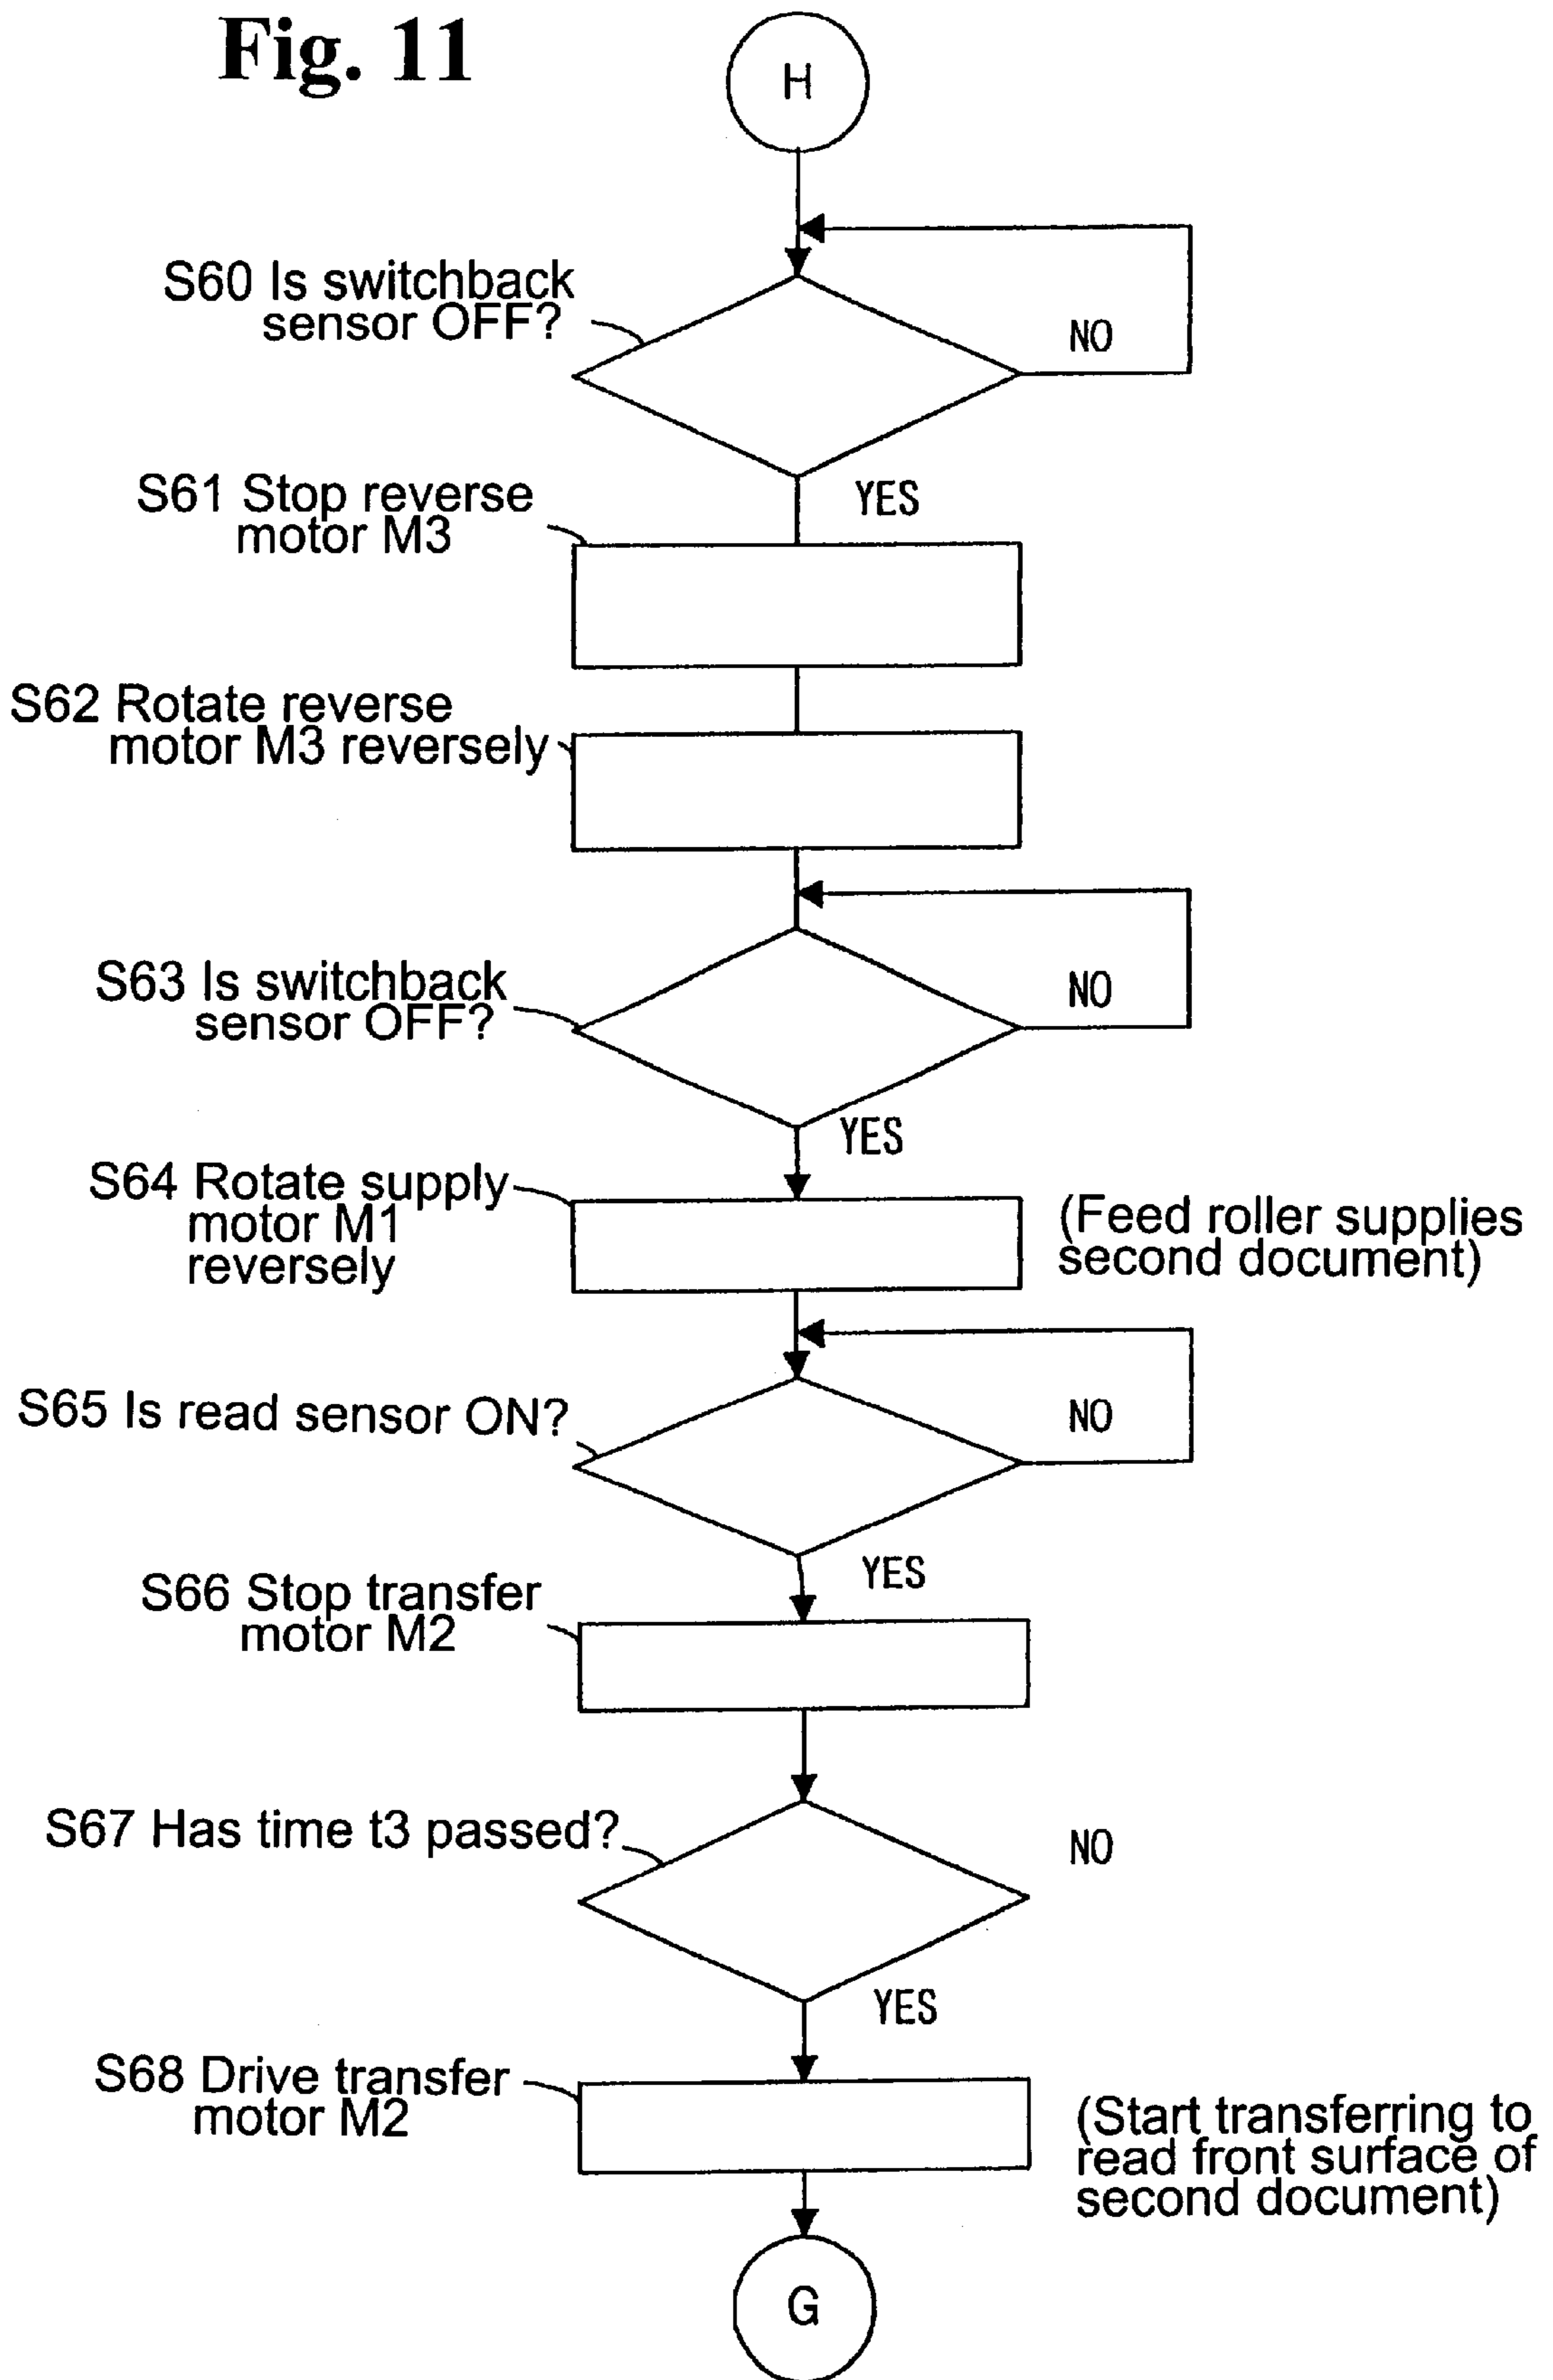 Fig. 11
H
S60 Is switchback
sensor OFF?
NO
YES
S61 Stop reverse
motor M3
S62 Rotate reverse
motor M3 reversely
S63 Is switchback
sensor OFF?
NO
YES
S64 Rotate supply
motor M1
reversely
(Feed roller supplies
second document)
S65 Is read sensor ON?
NO
YES
S66 Stop transfer
motor M2
S67 Has time t3 passed?
NO
YES
S68 Drive transfer
motor M2
(Start transferring to
read front surface of
second document)
G